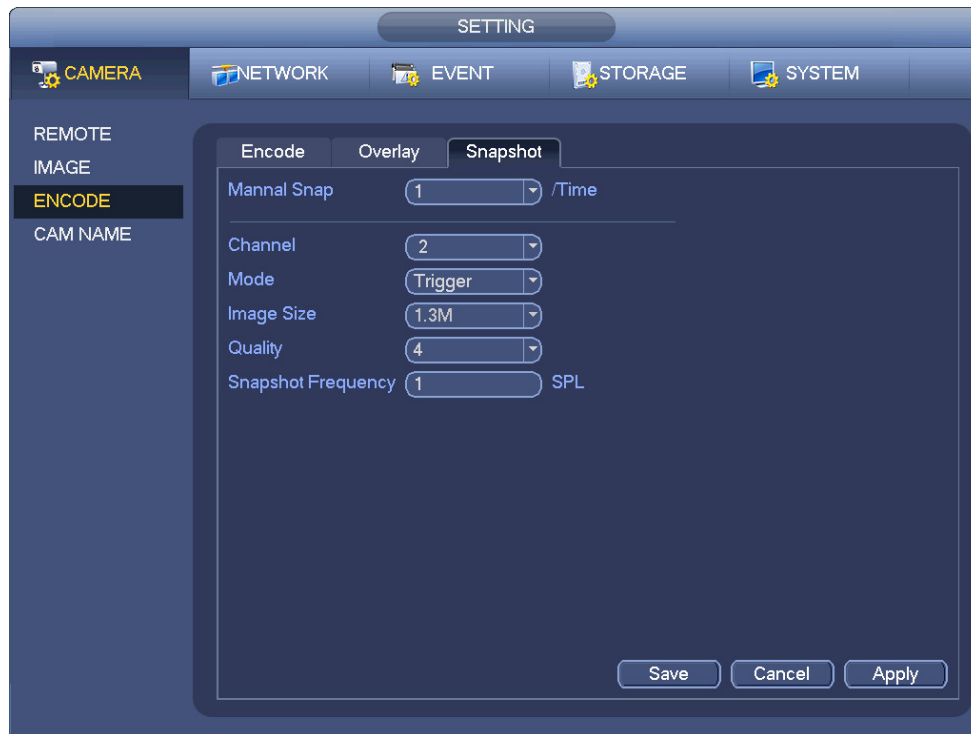 SETTING
CAMERA NETWORK EVENT STORAGE SYSTEM
REMOTE
IMAGE
ENCODE
CAM NAME
Encode Overlay Snapshot
Mannal Snap 1 /Time
Channel 2
Mode Trigger
Image Size 1.3M
Quality 4
Snapshot Frequency 1 SPL
Save Cancel Apply